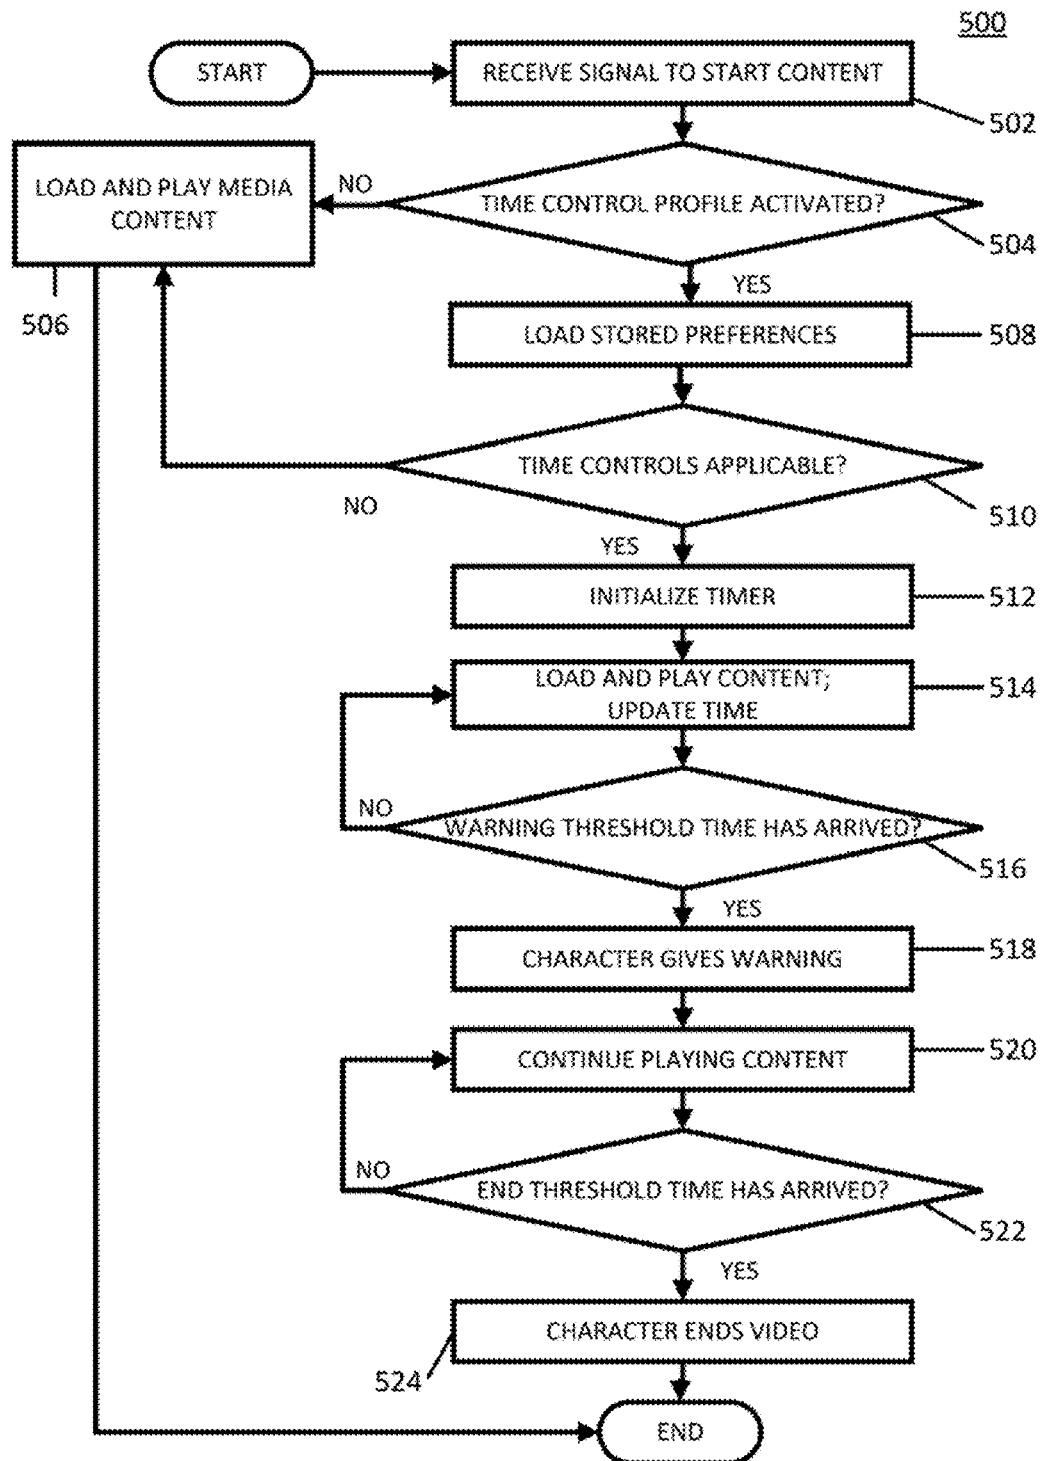 500
START
RECEIVE SIGNAL TO START CONTENT
502
LOAD AND PLAY MEDIA
CONTENT
NO
TIME CONTROL PROFILE ACTIVATED?
504
506
YES
LOAD STORED PREFERENCES
508
TIME CONTROLS APPLICABLE?
NO
510
YES
INITIALIZE TIMER
512
LOAD AND PLAY CONTENT;
UPDATE TIME
514
NO
WARNING THRESHOLD TIME HAS ARRIVED?
516
YES
CHARACTER GIVES WARNING
518
CONTINUE PLAYING CONTENT
520
NO
END THRESHOLD TIME HAS ARRIVED?
522
YES
CHARACTER ENDS VIDEO
524
END